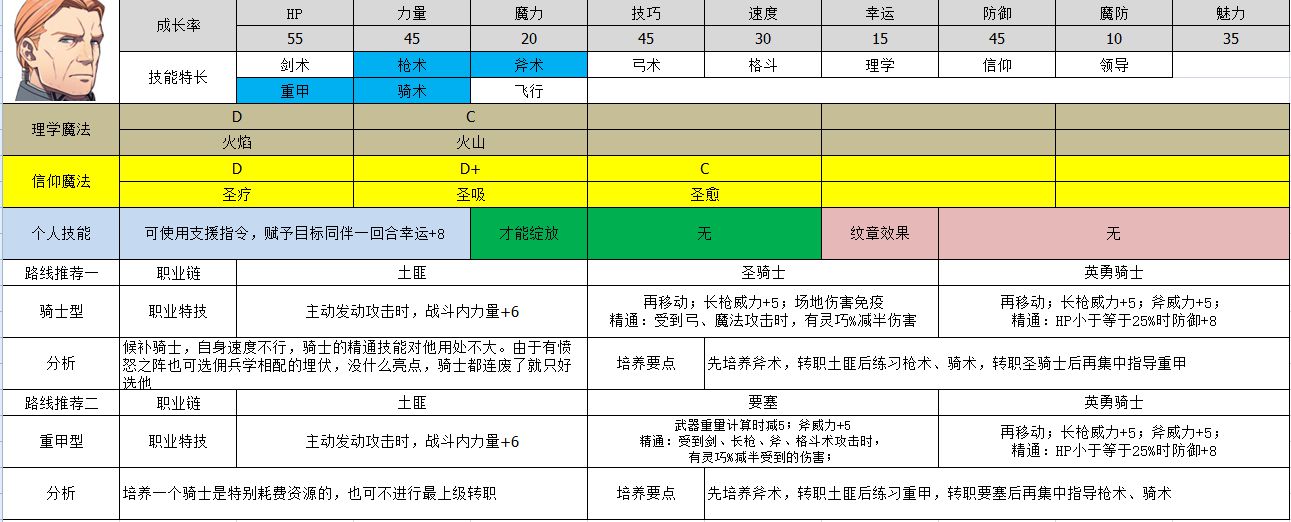 成长率 HP 力量 魔力 技巧 速度 幸运 防御 魔防 魅力
55 45 20 45 30 15 45 10 35
技能特长 剑术 枪术 斧术 弓术 格斗 理学 信仰 领导
重甲 骑术 飞行
理学魔法 D C
火焰 火山
信仰魔法 D D+ C
圣疗 圣吸 圣愈
个人技能 可使用支援指令，赋予目标同伴一回合幸运+8 才能绽放 无 纹章效果 无
路线推荐一 职业链 土匪 圣骑士 英勇骑士
骑士型 职业特技 主动发动攻击时，战斗内力量+6
再移动；长枪威力+5；场地伤害免疫
精通：受到弓、魔法攻击时，有灵巧%减半伤害
再移动；长枪威力+5；斧威力+5；
精通：HP小于等于25%时防御+8
分析
候补骑士，自身速度不行，骑士的精通技能对他用处不大。由于有愤
怒之阵也可选佣兵学相配的埋伏，没什么亮点，骑士都连废了就只好
选他
培养要点 先培养斧术，转职土匪后练习枪术、骑术，转职圣骑士后再集中指导重甲
路线推荐二 职业链 土匪 要塞 英勇骑士
重甲型 职业特技 主动发动攻击时，战斗内力量+6
武器重量计算时减5；斧威力+5
精通：受到剑、长枪、斧、格斗术攻击时，
有灵巧%减半受到的伤害；
再移动；长枪威力+5；斧威力+5；
精通：HP小于等于25%时防御+8
分析 培养一个骑士是特别耗费资源的，也可不进行最上级转职 培养要点 先培养斧术，转职土匪后练习重甲，转职要塞后再集中指导枪术、骑术